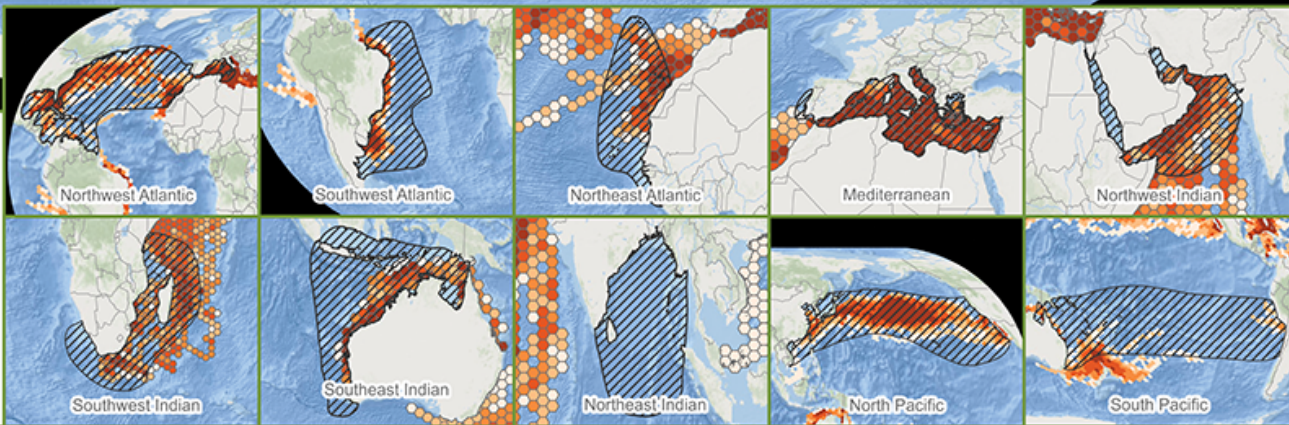 Northwest Atlantic
Southwest Atlantic
Northeast Atlantic
Mediterranean
Northwest Indian
Southwest Indian
Southeast Indian
Northeast Indian
North Pacific
South Pacific